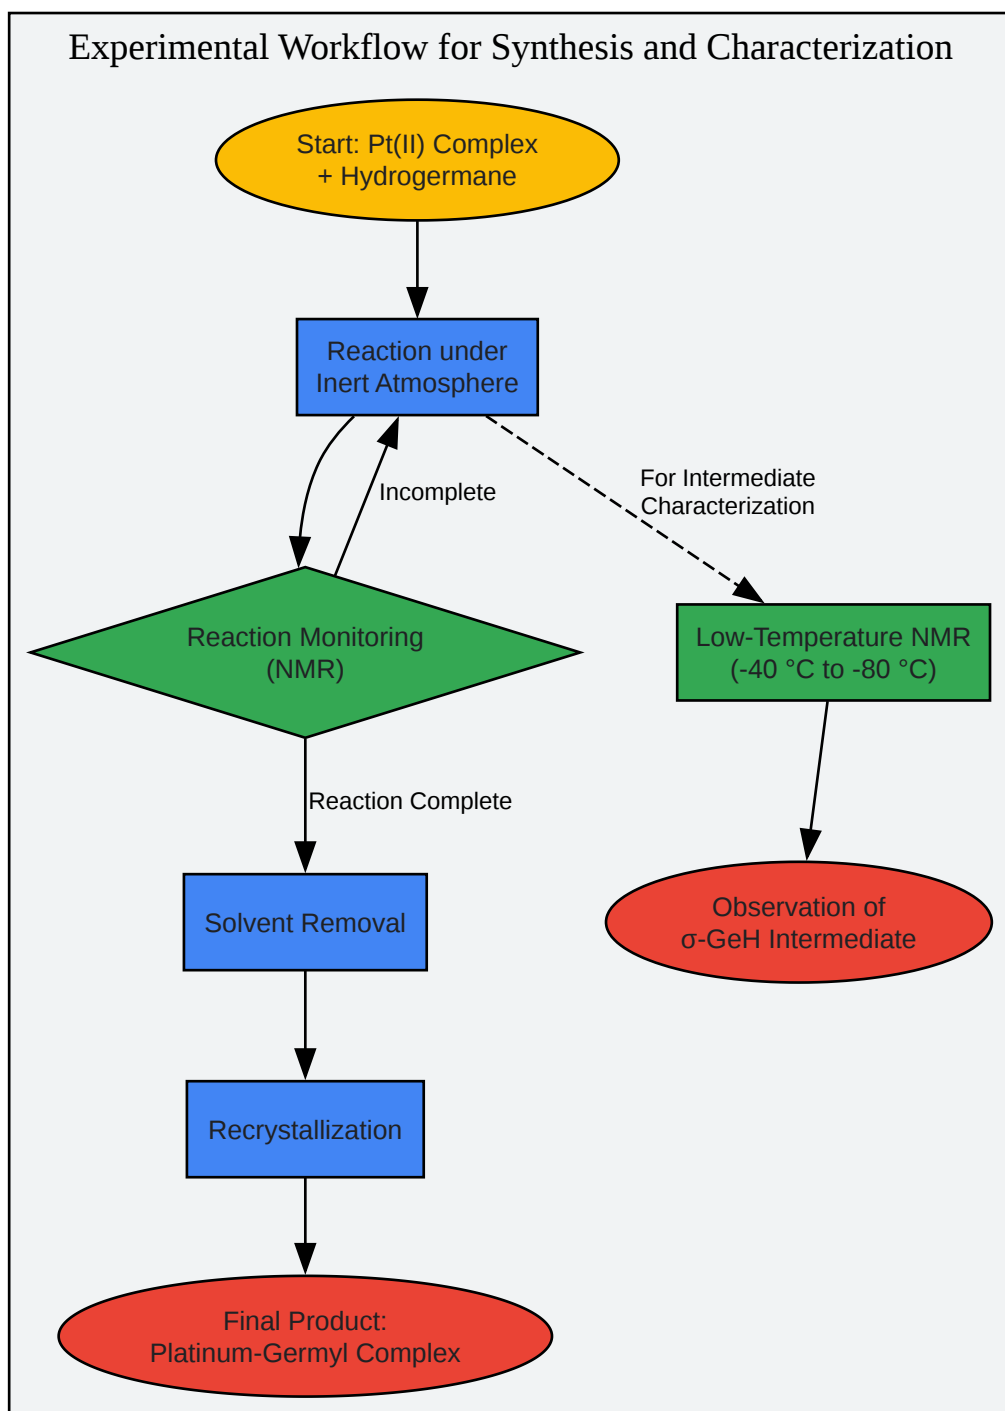 Experimental Workflow for Synthesis and Characterization
Start: Pt(II) Complex
+ Hydrogermane
Reaction under
Inert Atmosphere
Incomplete
For Intermediate
Characterization
Reaction Monitoring
(NMR)
Low-Temperature NMR
(-40 °C to -80 °C)
Reaction Complete
Solvent Removal
Observation of
σ-GeH Intermediate
Recrystallization
Final Product:
Platinum-Germyl Complex